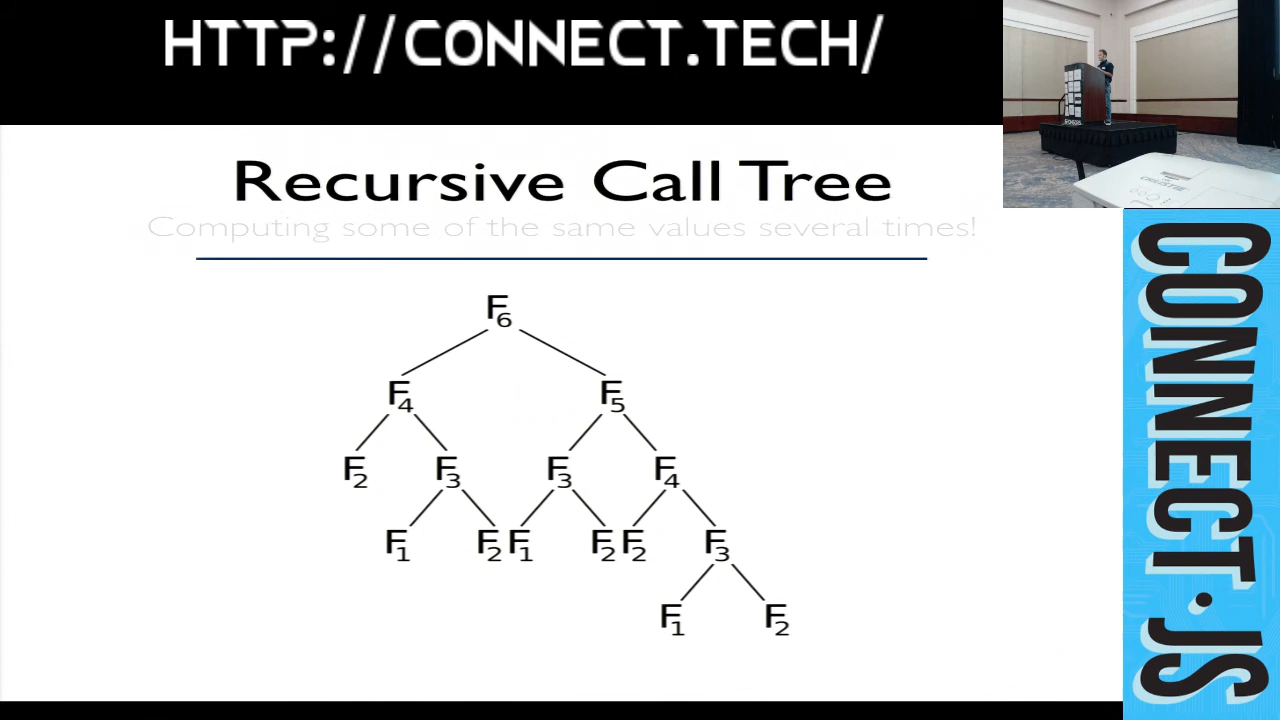 HTTP://CONNECT.TECH/
Recursive Call Tree
Computing some of the same values several times!
F6
F4 F5
F2 F3 F3 F4
F1 F2 F1 F2 F2 F3
F1 F2
CONNECT.JS
CHRISTIE